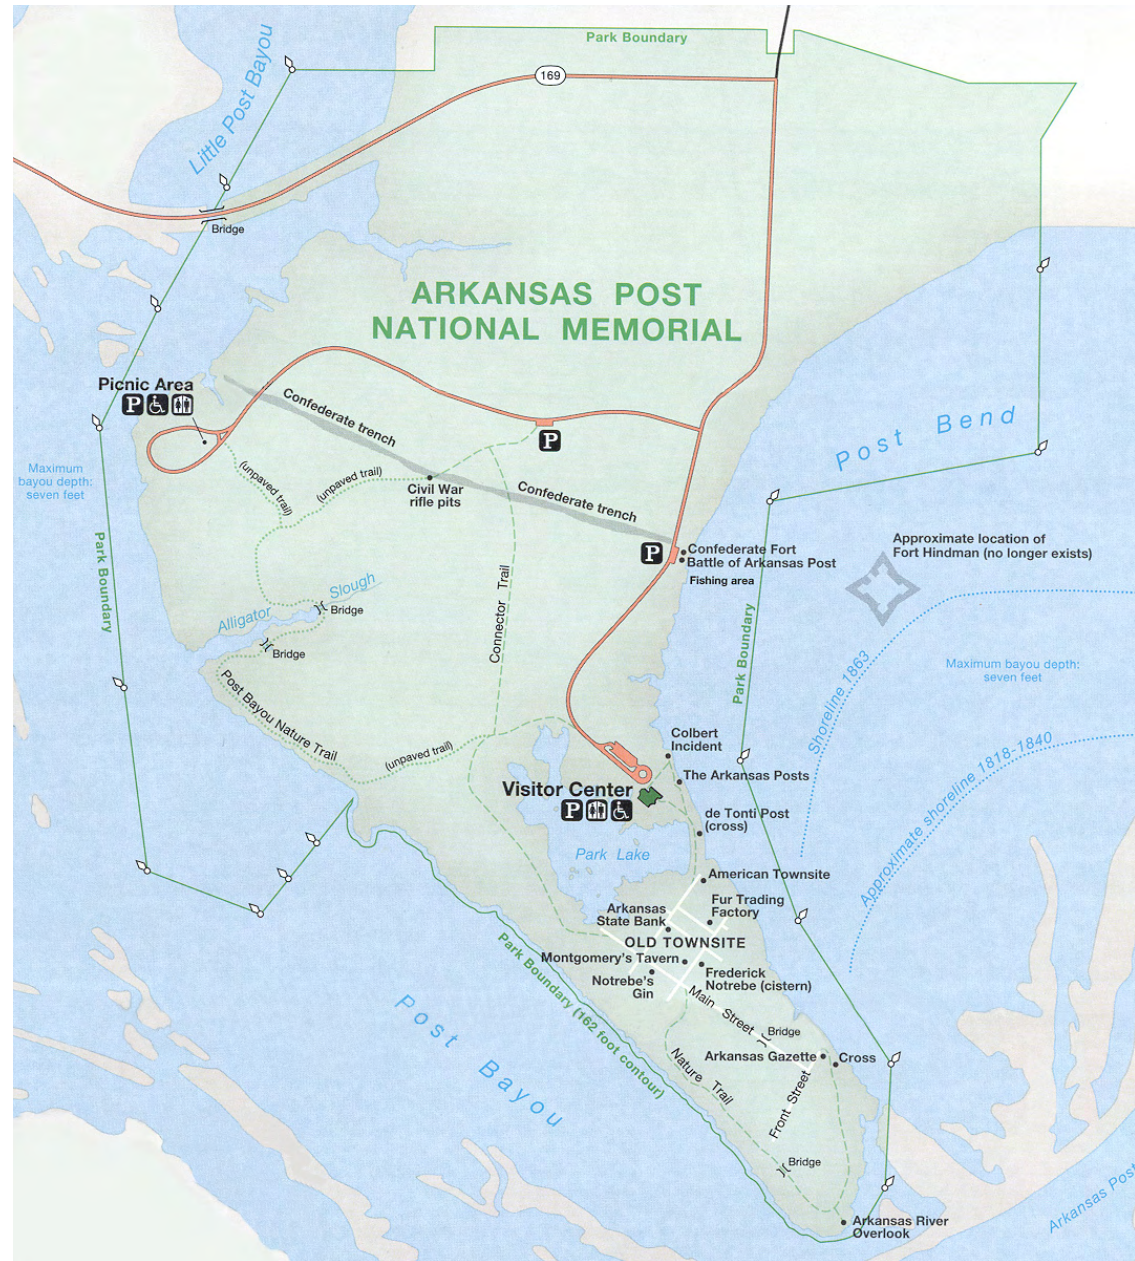 Park Boundary
169
Little Post Bayou
Bridge
ARKANSAS POST
NATIONAL MEMORIAL
Picnic Area
P
Confederate trench
P
Post Bend
Maximum
bayou depth:
seven feet
(unpaved trail)
(unpaved trail)
Civil War
rifle pits
Confederate trench
Park Boundary
P
Confederate Fort
Battle of Arkansas Post
Fishing area
Approximate location of
Fort Hindman (no longer exists)
Connector Trail
Alligator Slough
Bridge
Bridge
Park Boundary
Shoreline 1863
Maximum bayou depth:
seven feet
Post Bayou Nature Trail
(unpaved trail)
Colbert
Incident
Approximate shoreline 1818-1840
The Arkansas Posts
Visitor Center
P
de Tonti Post
(cross)
Park Lake
American Townsite
Arkansas
State Bank
Fur Trading
Factory
OLD TOWNSITE
Montgomery's Tavern
Notrebe's
Gin
Frederick
Notrebe (cistern)
Park Boundary (162 foot contour)
Main Street
Bridge
Post Bayou
Arkansas Gazette
Cross
Nature Trail
Front Street
Bridge
Arkansas River
Overlook
Arkansas Post